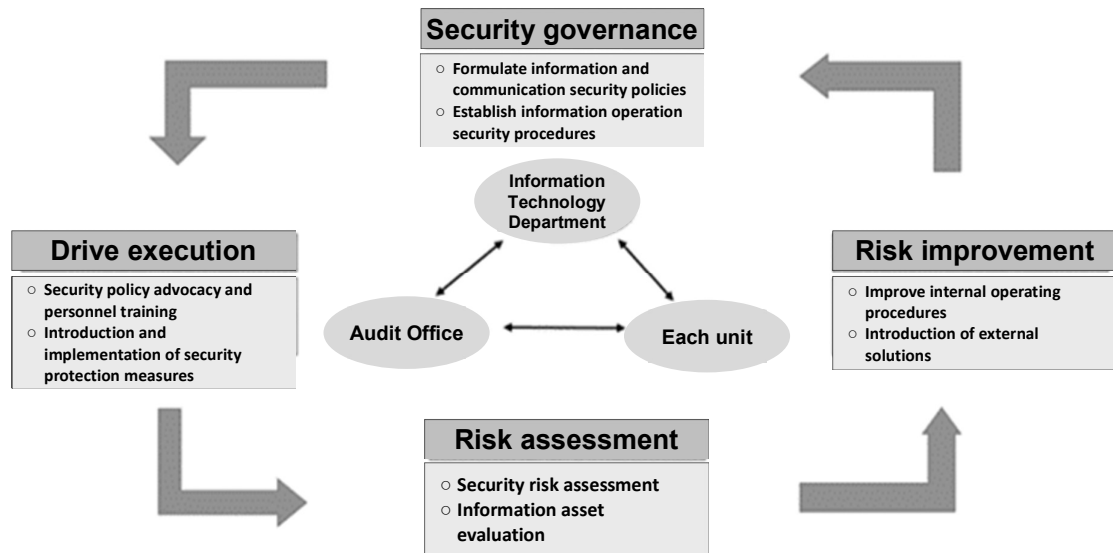 Security governance
○ Formulate information and
communication security policies
○ Establish information operation
security procedures
Information
Technology
Department
Drive execution
○ Security policy advocacy and
personnel training
○ Introduction and
implementation of security
protection measures
Audit Office
Each unit
Risk improvement
○ Improve internal operating
procedures
○ Introduction of external
solutions
Risk assessment
○ Security risk assessment
○ Information asset
evaluation